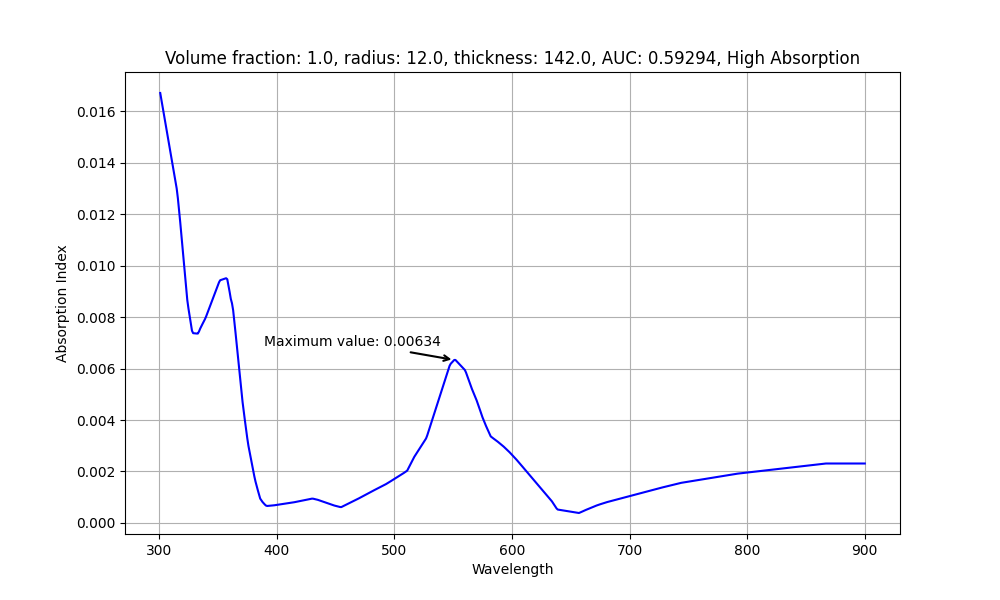 Volume fraction: 1.0, radius: 12.0, thickness: 142.0, AUC: 0.59294, High Absorption
Absorption Index
0.016
0.014
0.012
0.010
0.008
0.006
0.004
0.002
0.000
Maximum value: 0.00634
300 400 500 600 700 800 900
Wavelength